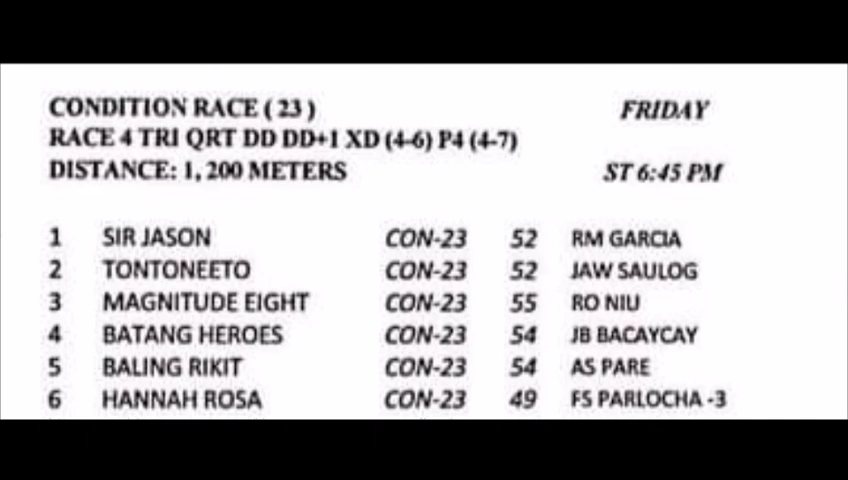 CONDITION RACE ( 23 ) FRIDAY
RACE 4 TRI QRT DD DD+1 XD (4-6) P4 (4-7)
DISTANCE: 1, 200 METERS ST 6:45 PM
1 SIR JASON CON-23 52 RM GARCIA
2 TONTONEETO CON-23 52 JAW SAULOG
3 MAGNITUDE EIGHT CON-23 55 RO NIU
4 BATANG HEROES CON-23 54 JB BACAYCAY
5 BALING RIKIT CON-23 54 AS PARE
6 HANNAH ROSA CON-23 49 FS PARLOCHA -3